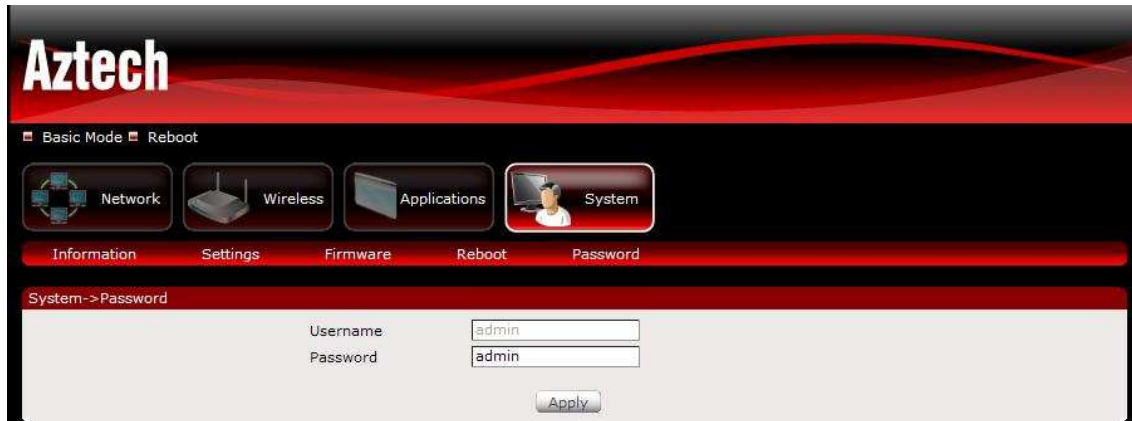 Aztech
Basic Mode Reboot
Network Wireless Applications System
Information Settings Firmware Reboot Password
System->Password
Username admin
Password admin
Apply